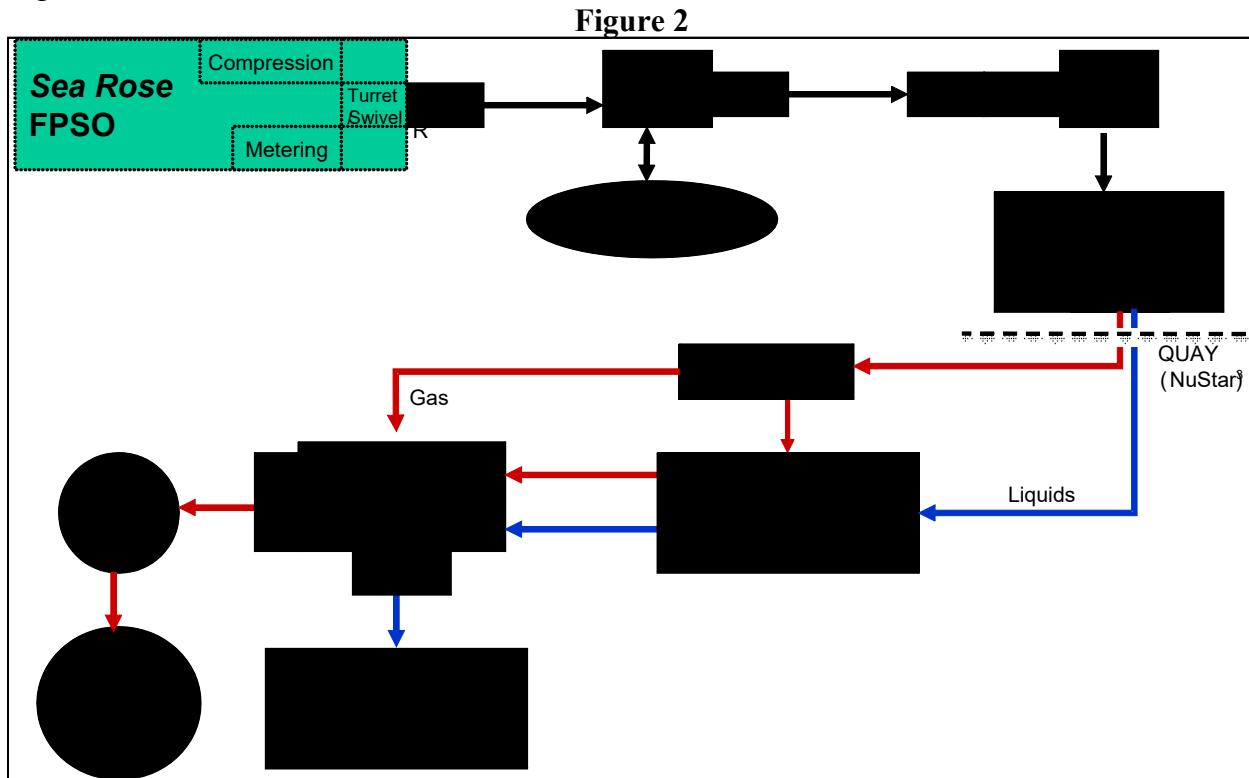 Figure 2
Compression
Sea Rose
FPSO
Turret
Swivel
R
Metering
QUAY
(NuStar)
Gas
Liquids